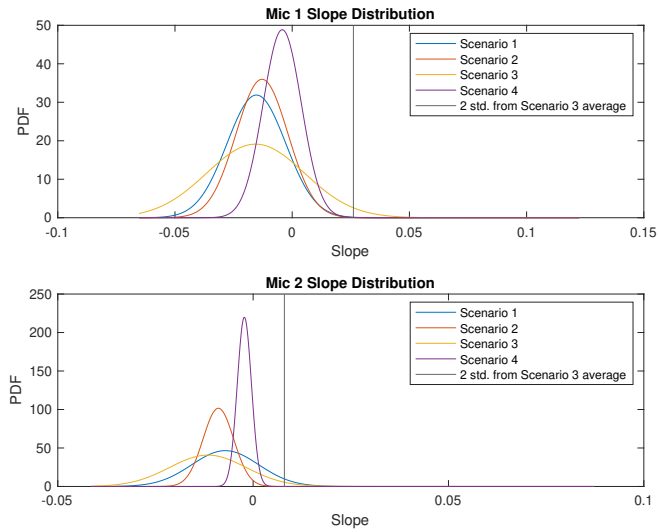 Mic 1 Slope Distribution
50
40
30
20
10
0
PDF
-0.1
-0.05
0
0.05
0.1
0.15
Slope
Scenario 1
Scenario 2
Scenario 3
Scenario 4
2 std. from Scenario 3 average
Mic 2 Slope Distribution
250
200
150
100
50
0
PDF
-0.05
0
0.05
0.1
Slope
Scenario 1
Scenario 2
Scenario 3
Scenario 4
2 std. from Scenario 3 average